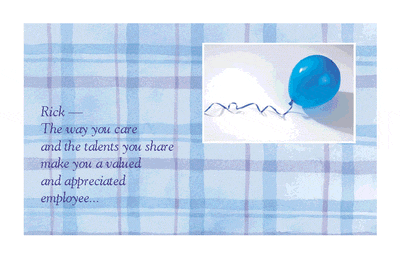 Rick —
The way you care
and the talents you share
make you a valued
and appreciated
employee...